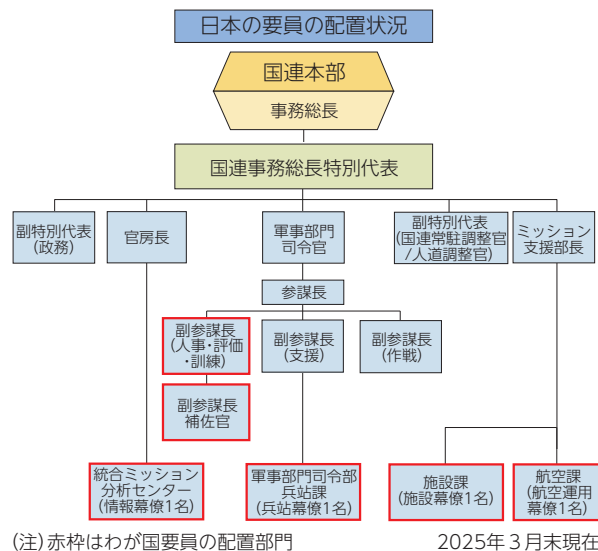 日本の要員の配置状況
国連本部
事務総長
国連事務総長特別代表
副特別代表
(政務)
官房長
軍事部門
司令官
副特別代表
(国連常駐調整官
/人道調整官)
ミッション
支援部長
参謀長
副参謀長
(人事・評価
・訓練)
副参謀長
(支援)
副参謀長
(作戦)
副参謀長
補佐官
統合ミッション
分析センター
(情報幕僚1名)
軍事部門司令部
兵站課
(兵站幕僚1名)
施設課
(施設幕僚1名)
航空課
(航空運用
幕僚1名)
(注)赤枠はわが国要員の配置部門
2025年3月末現在